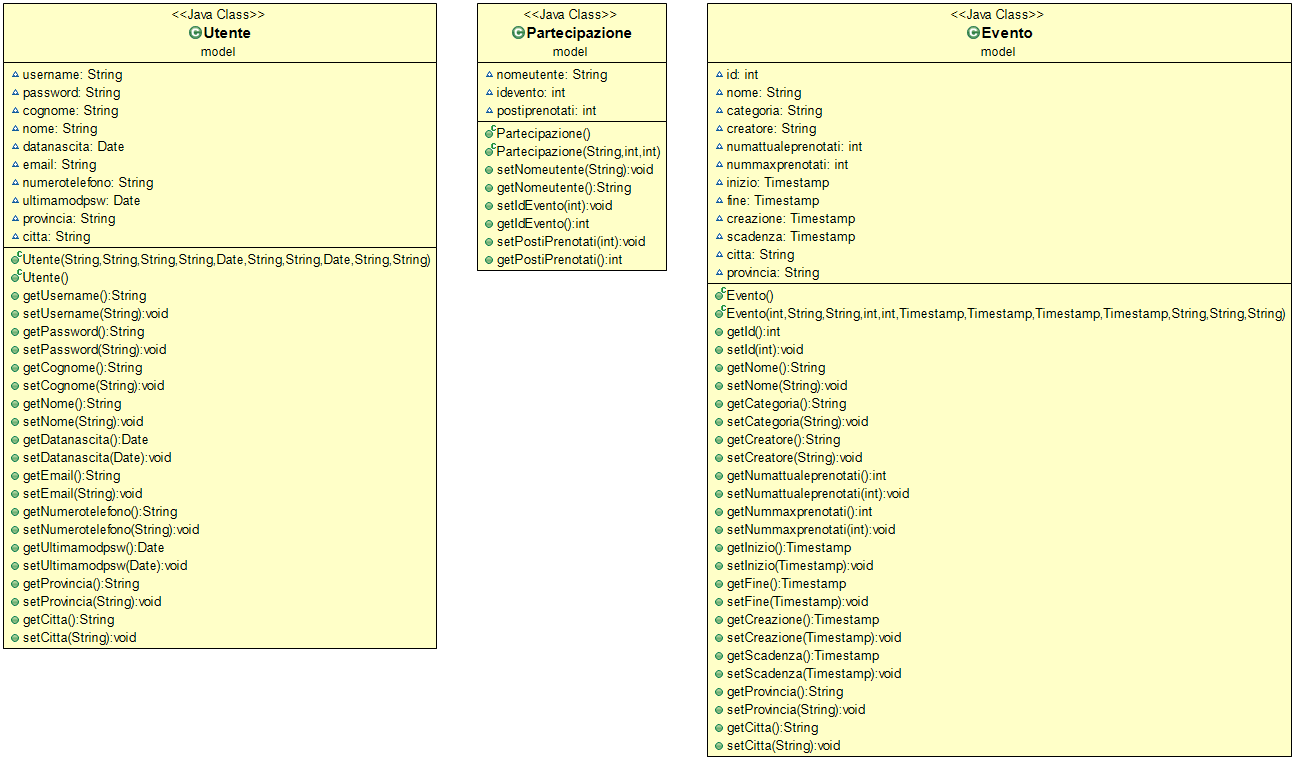 <<Java Class>>
Utente
model
username: String
password: String
cognome: String
nome: String
datanascita: Date
email: String
numerotelefono: String
ultimamodpsw: Date
provincia: String
citta: String
Utente(String,String,String,String,Date,String,String,Date,String,String)
Utente()
getUsername():String
setUsername(String):void
getPassword():String
setPassword(String):void
getCognome():String
setCognome(String):void
getNome():String
setNome(String):void
getDatanascita():Date
setDatanascita(Date):void
getEmail():String
setEmail(String):void
getNumerotelefono():String
setNumerotelefono(String):void
getUltimamodpsw():Date
setUltimamodpsw(Date):void
getProvincia():String
setProvincia(String):void
getCitta():String
setCitta(String):void
<<Java Class>>
Partecipazione
model
nomeutente: String
idevento: int
postiprenotati: int
Partecipazione()
Partecipazione(String,int,int)
setNomeutente(String):void
getNomeutente():String
setIdEvento(int):void
getIdEvento():int
setPostiPrenotati(int):void
getPostiPrenotati():int
<<Java Class>>
Evento
model
id: int
nome: String
categoria: String
creatore: String
numattualeprenotati: int
nummaxprenotati: int
inizio: Timestamp
fine: Timestamp
creazione: Timestamp
scadenza: Timestamp
citta: String
provincia: String
Evento()
Evento(int,String,String,int,int,Timestamp,Timestamp,Timestamp,Timestamp,String,String,String)
getId():int
setId(int):void
getNome():String
setNome(String):void
getCategoria():String
setCategoria(String):void
getCreatore():String
setCreatore(String):void
getNumattualeprenotati():int
setNumattualeprenotati(int):void
getNummaxprenotati():int
setNummaxprenotati(int):void
getInizio():Timestamp
setInizio(Timestamp):void
getFine():Timestamp
setFine(Timestamp):void
getCreazione():Timestamp
setCreazione(Timestamp):void
getScadenza():Timestamp
setScadenza(Timestamp):void
getProvincia():String
setProvincia(String):void
getCitta():String
setCitta(String):void